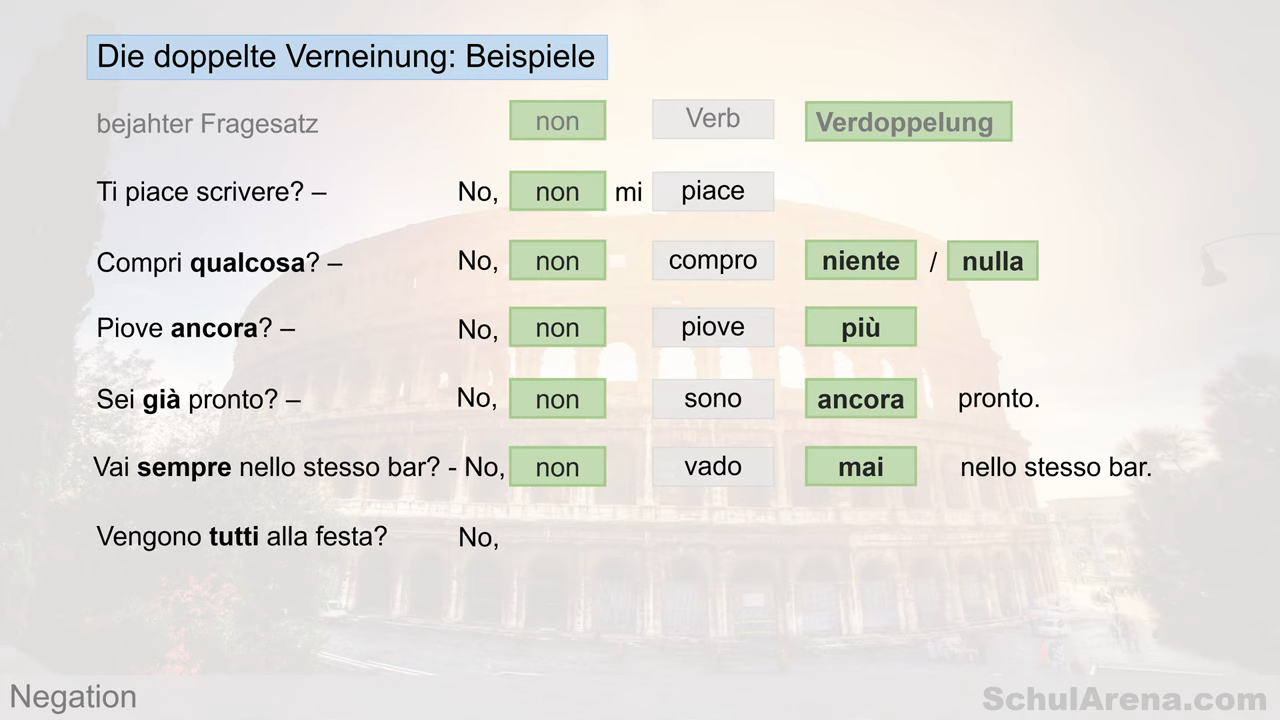 Die doppelte Verneinung: Beispiele
bejahter Fragesatz non Verb Verdoppelung
Ti piace scrivere? – No, non mi piace
Compri qualcosa? – No, non compro niente / nulla
Piove ancora? – No, non piove più
Sei già pronto? – No, non sono ancora pronto.
Vai sempre nello stesso bar? - No, non vado mai nello stesso bar.
Vengono tutti alla festa? No,
Negation SchulArena.com